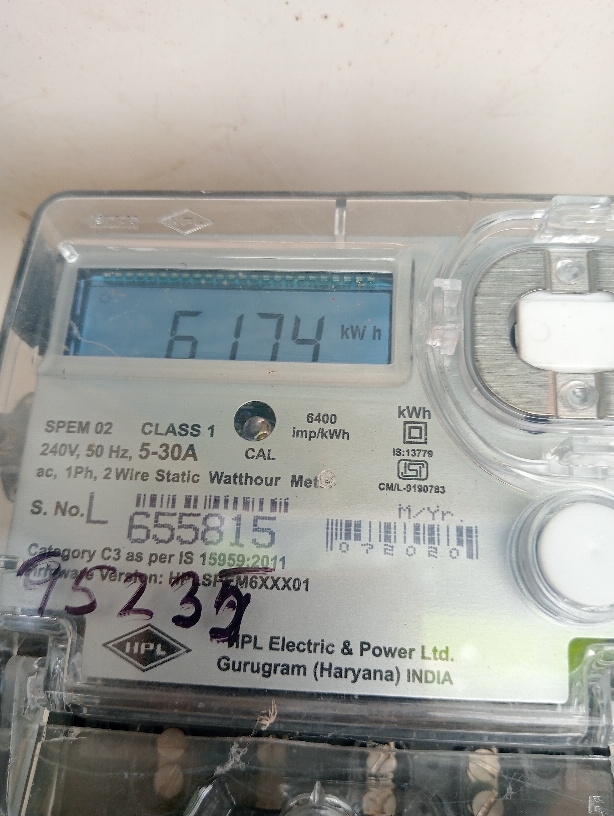 6174 kWh
SPEM 02 CLASS 1
6400 imp/kWh
kWh
240V, 50 Hz, 5-30A
CAL
IS:13779
ac, 1Ph, 2 Wire Static Watthour
CM/L-9190783
S. No. L 655815
M/Yr.
072020
Category C3 as per IS 15959:2011
Version:
HPL
HPL Electric & Power Ltd.
Gurugram (Haryana) INDIA